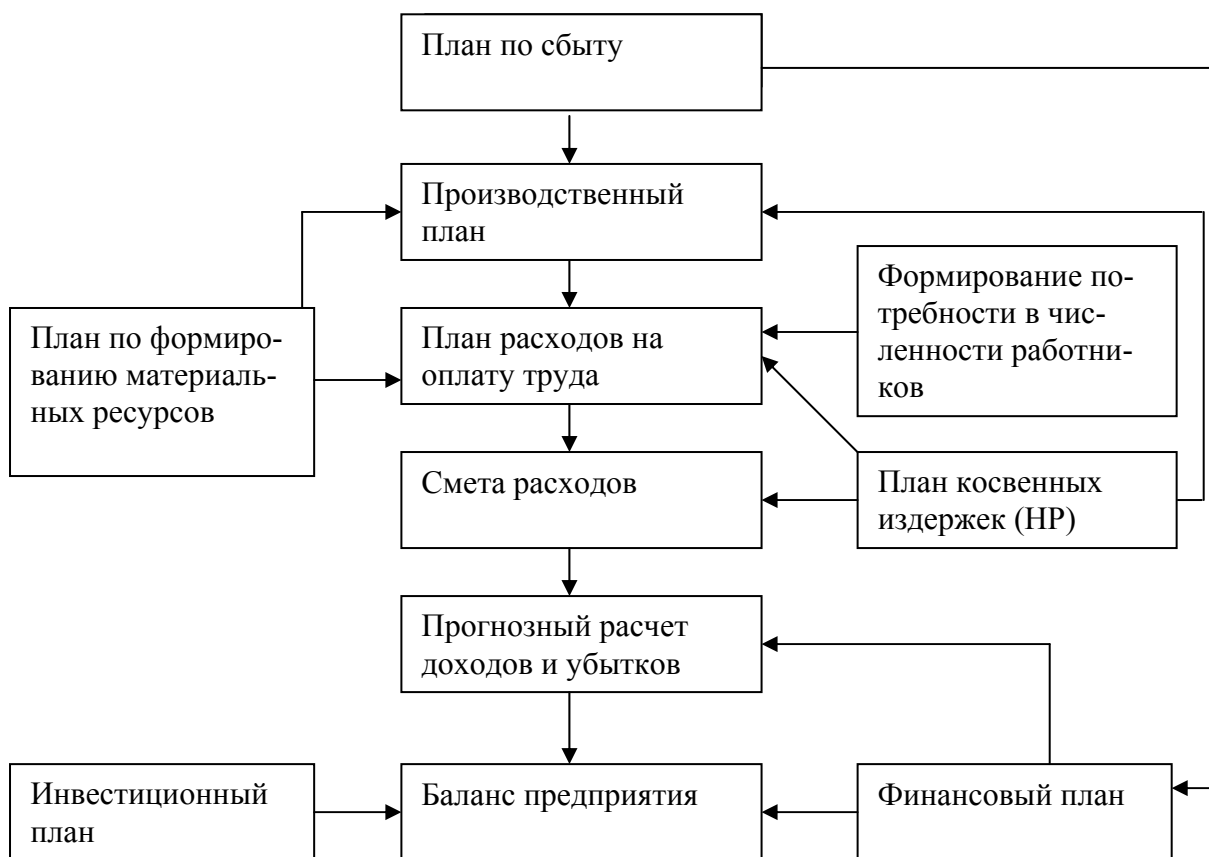 План по сбыту
Производственный
план
Формирование по-
требности в чис-
ленности работни-
ков
План по формиро-
ванию материаль-
ных ресурсов
План расходов на
оплату труда
Смета расходов
План косвенных
издержек (НР)
Прогнозный расчет
доходов и убытков
Инвестиционный
план
Баланс предприятия
Финансовый план